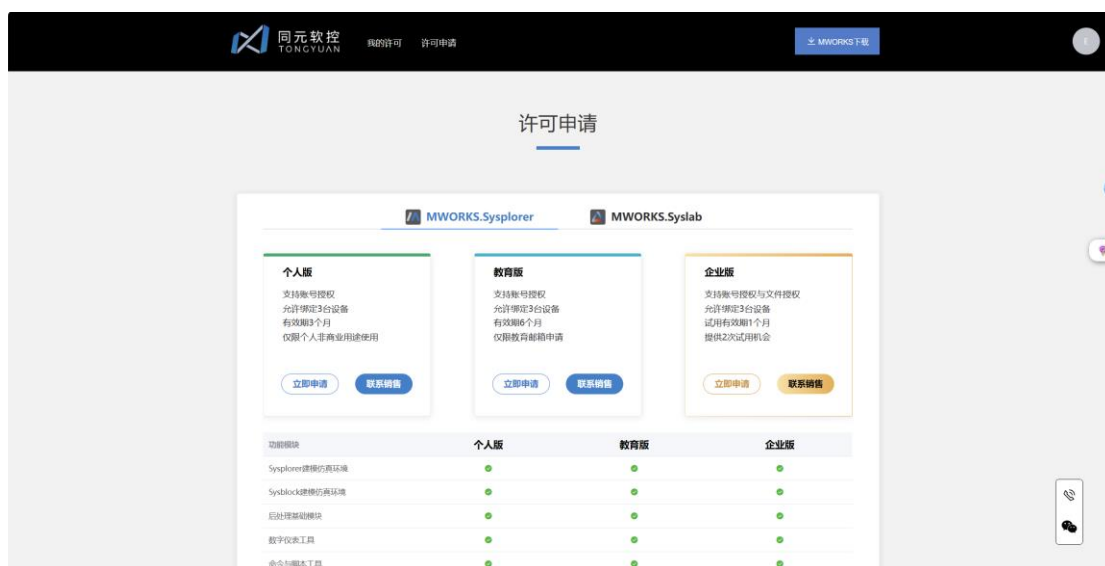 同元软控
TONGYUAN
我的许可 许可申请
MWORKS下载
许可申请
MWORKS.Sysplorer MWORKS.Syslab
个人版
支持账号授权
允许绑定3台设备
有效期3个月
仅限个人非商业用途使用
立即申请 联系销售
教育版
支持账号授权
允许绑定3台设备
有效期6个月
仅限教育邮箱申请
立即申请 联系销售
企业版
支持账号授权与文件授权
允许绑定3台设备
试用有效期1个月
提供2次试用机会
立即申请 联系销售
功能模块 个人版 教育版 企业版
Sysplorer建模仿真环境
Sysblock建模仿真环境
后处理基础模块
数字仪表工具
命令与脚本工具